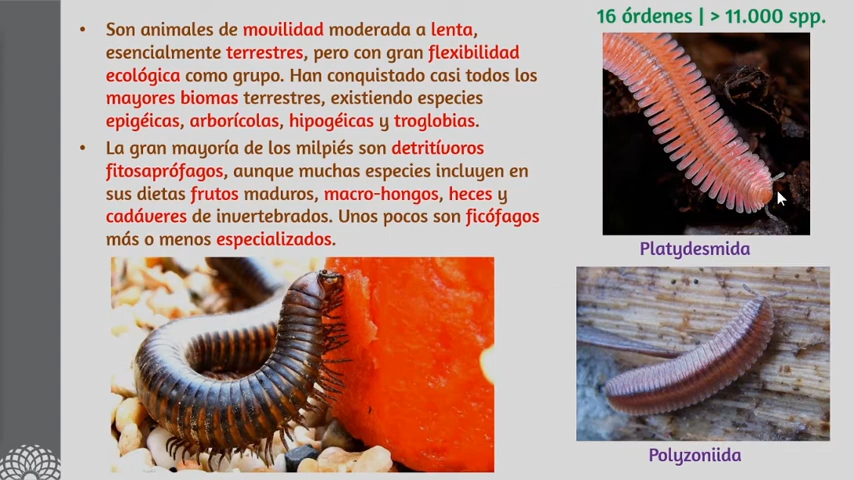 16 órdenes | > 11.000 spp.
• Son animales de movilidad moderada a lenta,
esencialmente terrestres, pero con gran flexibilidad
ecológica como grupo. Han conquistado casi todos los
mayores biomas terrestres, existiendo especies
epigéicas, arborícolas, hipogéicas y troglobias.
• La gran mayoría de los milpiés son detritívoros
fitosaprófagos, aunque muchas especies incluyen en
sus dietas frutos maduros, macro-hongos, heces y
cadáveres de invertebrados. Unos pocos son ficófagos
más o menos especializados.
Platydesmida
Polyzoniida